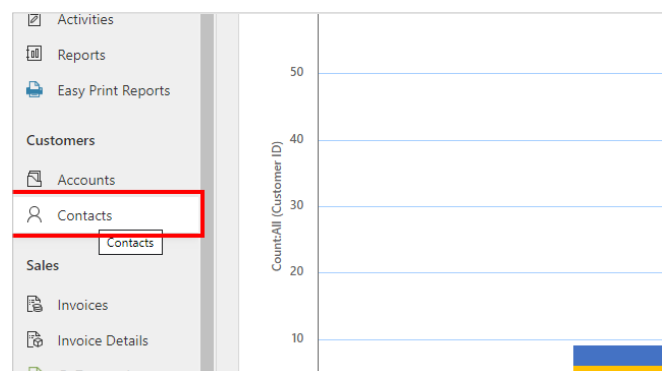 Activities
Reports
Easy Print Reports
Customers
Accounts
Contacts
Contacts
Sales
Invoices
Invoice Details
Count:All (Customer ID)
50
40
30
20
10